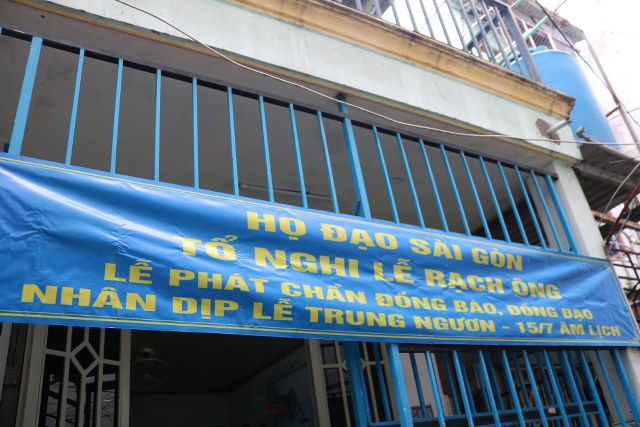 HỌ ĐẠO SÀI GÒN
TỔ NGHI LỄ RẠCH ÔNG
LỄ PHÁT CHẨN ĐỒNG BÀO, ĐỒNG ĐẠO
NHÂN DỊP LỄ TRUNG NGƯƠN - 15/7 ÂM LỊCH